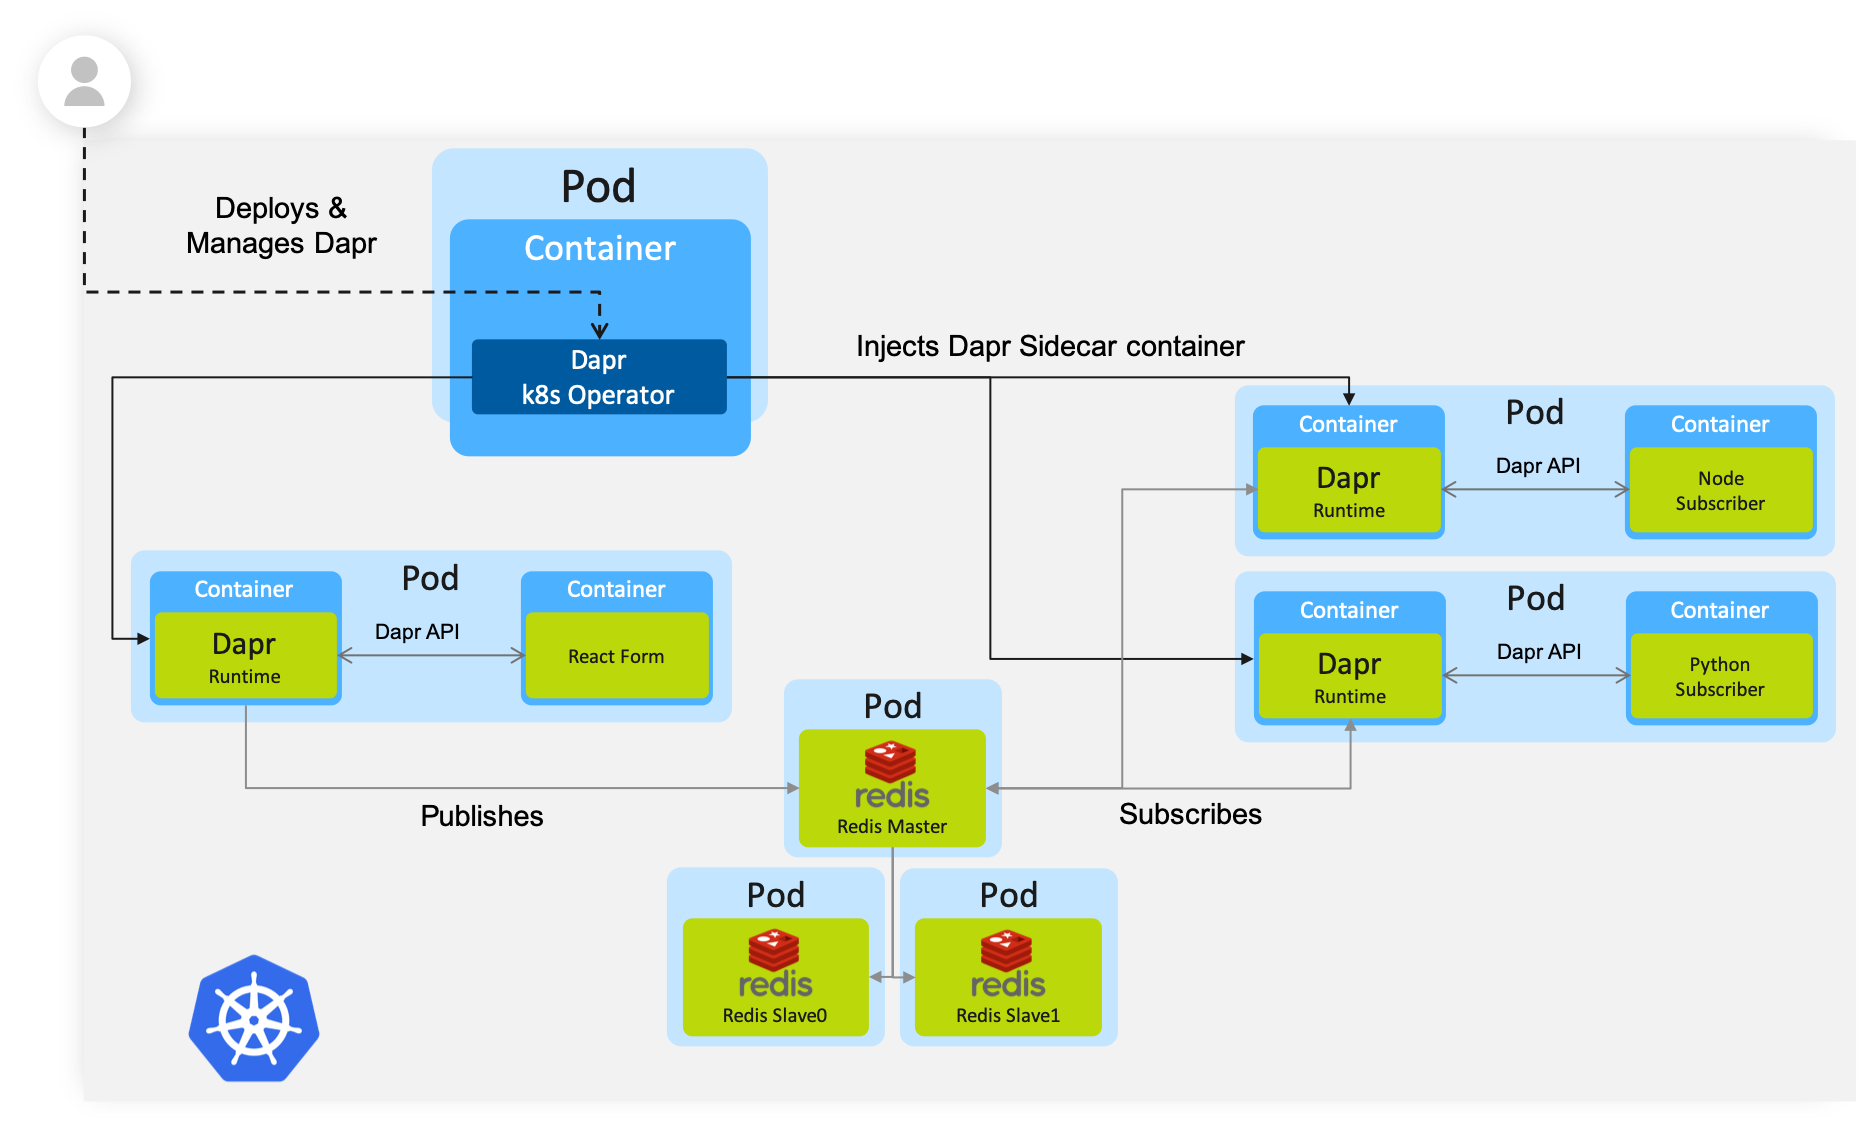 Pod
Deploys &
Manages Dapr
Container
Dapr
k8s Operator
Injects Dapr Sidecar container
Pod
Container
Container
Dapr API
Dapr
Runtime
Node
Subscriber
Pod
Container
Container
Dapr API
Dapr
Runtime
React Form
Pod
Container
Container
Dapr API
Dapr
Runtime
Python
Subscriber
Pod
redis
Redis Master
Publishes
Subscribes
Pod
redis
Redis Slave0
Pod
redis
Redis Slave1